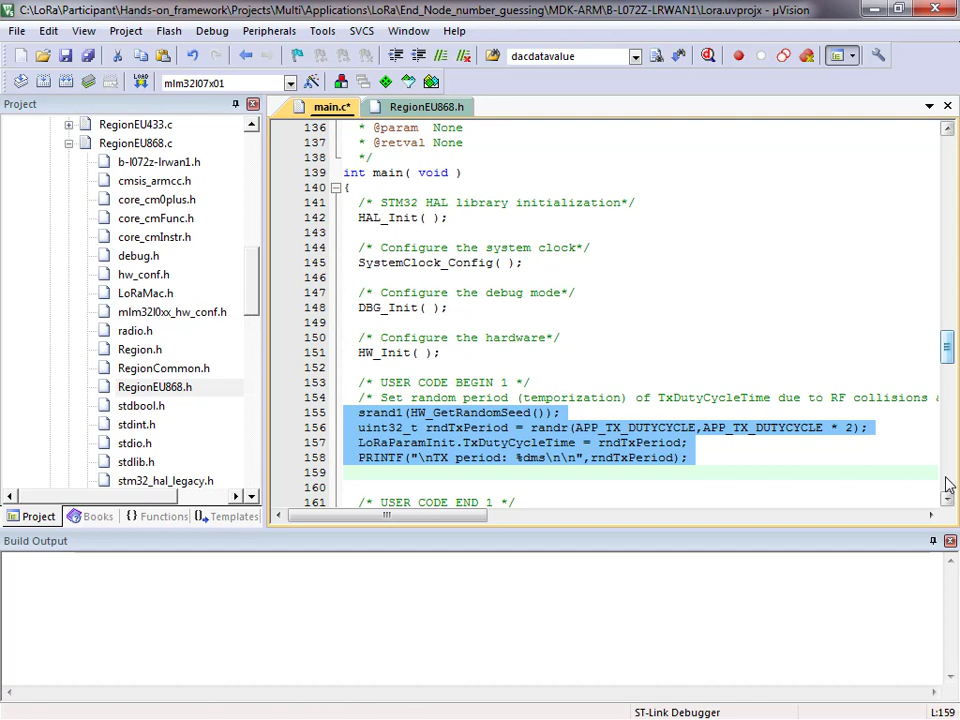 C:\LoRa\Participant\Hands-on_framework\Projects\Multi\Applications\LoRa\End_Node_number_guessing\MDK-ARM\B-L072Z-LRWAN1\Lora.uvprojx - µVision
File Edit View Project Flash Debug Peripherals Tools SVCS Window Help
dacdatavalue
LOAD mlm32l07x01
Project
main.c* RegionEU868.h
RegionEU433.c
RegionEU868.c
b-l072z-lrwan1.h
cmsis_armcc.h
core_cm0plus.h
core_cmFunc.h
core_cmInstr.h
debug.h
hw_conf.h
LoRaMac.h
mlm32l0xx_hw_conf.h
radio.h
Region.h
RegionCommon.h
RegionEU868.h
stdbool.h
stdint.h
stdio.h
stdlib.h
stm32_hal_legacy.h
Project Books {} Functions 0 Templates
136 * @param None
137 * @retval None
138 */
139 int main( void )
140 {
141 /* STM32 HAL library initialization*/
142 HAL_Init( );
143
144 /* Configure the system clock*/
145 SystemClock_Config( );
146
147 /* Configure the debug mode*/
148 DBG_Init( );
149
150 /* Configure the hardware*/
151 HW_Init( );
152
153 /* USER CODE BEGIN 1 */
154 /* Set random period (temporization) of TxDutyCycleTime due to RF collisions
155 srand1(HW_GetRandomSeed());
156 uint32_t rndTxPeriod = randr(APP_TX_DUTYCYCLE,APP_TX_DUTYCYCLE * 2);
157 LoRaParamInit.TxDutyCycleTime = rndTxPeriod;
158 PRINTF("\nTX period: %dms\n\n",rndTxPeriod);
159
160
161 /* USER CODE END 1 */
Build Output
ST-Link Debugger L:159